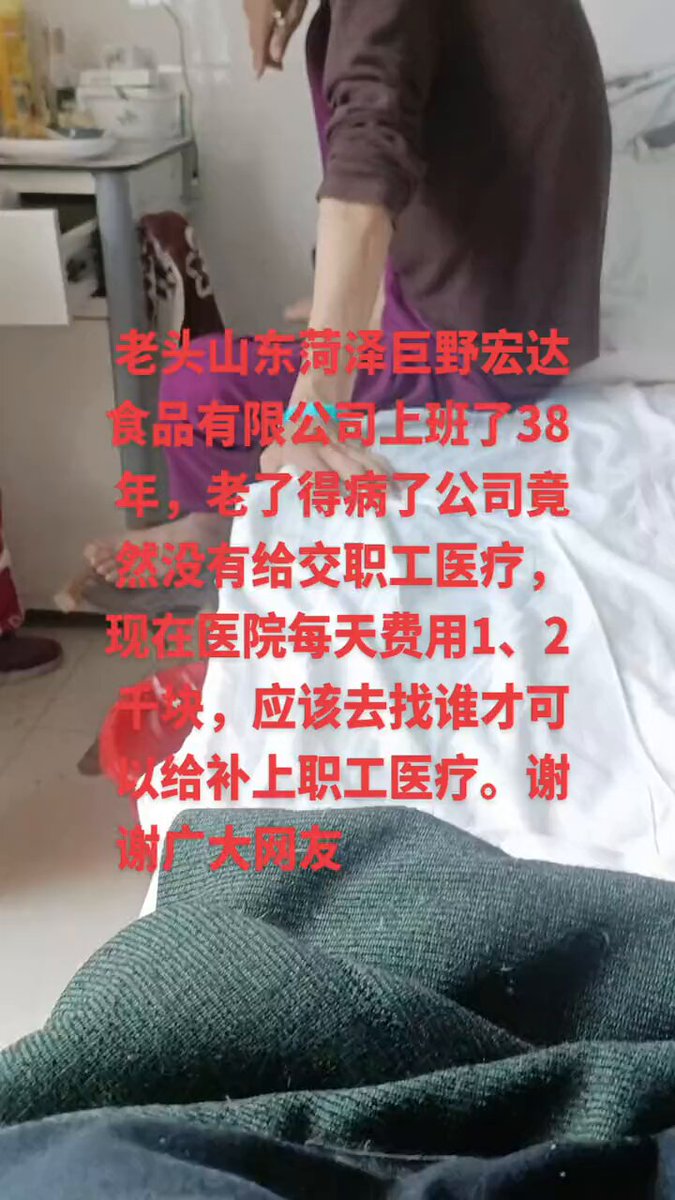 老头山东菏泽巨野宏达
食品有限公司上班了38
年，老了得病了公司竟
然没有给交职工医疗，
现在医院每天费用1、2
千块，应该去找谁才可
以给补上职工医疗。谢
谢广大网友